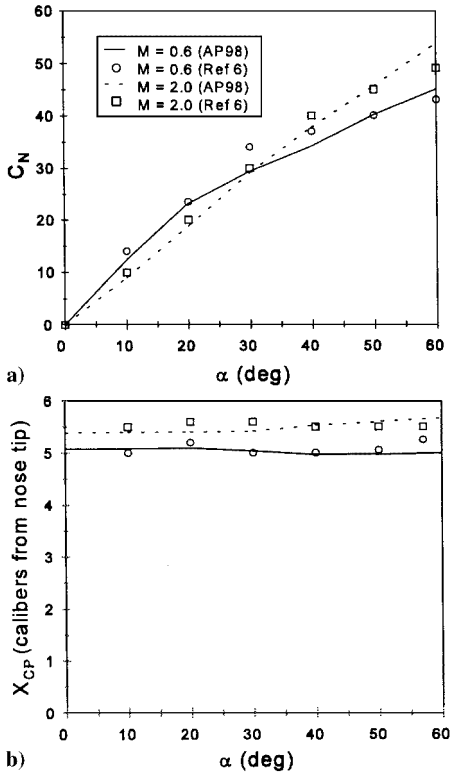 60
50
40
30
20
10
0
C_N
M = 0.6 (AP98)
M = 0.6 (Ref 6)
M = 2.0 (AP98)
M = 2.0 (Ref 6)
0 10 20 30 40 50 60
a)
α (deg)
6
5
4
3
2
1
0
X_CP (calibers from nose tip)
0 10 20 30 40 50 60
b)
α (deg)